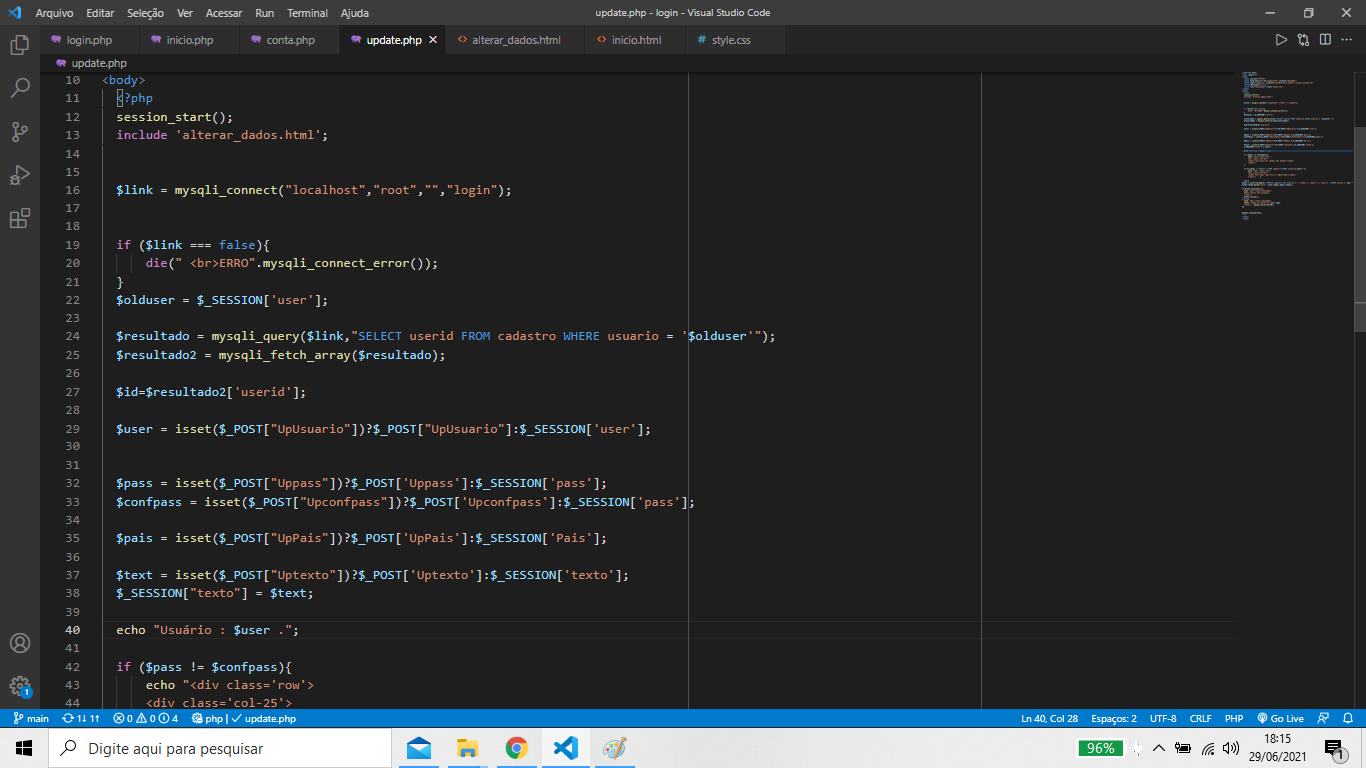 Arquivo Editar Seleção Ver Acessar Run Terminal Ajuda update.php - login - Visual Studio Code
login.php inicio.php conta.php update.php alterar_dados.html inicio.html style.css
update.php
10 <body>
11 <?php
12 session_start();
13 include 'alterar_dados.html';
14
15
16 $link = mysqli_connect("localhost","root","","login");
17
18
19 if ($link === false){
20 die(" <br>ERRO".mysqli_connect_error());
21 }
22 $olduser = $_SESSION['user'];
23
24 $resultado = mysqli_query($link,"SELECT userid FROM cadastro WHERE usuario = '$olduser'");
25 $resultado2 = mysqli_fetch_array($resultado);
26
27 $id=$resultado2['userid'];
28
29 $user = isset($_POST["UpUsuario"])?$_POST["UpUsuario"]:$_SESSION['user'];
30
31
32 $pass = isset($_POST["Uppass"])?$_POST['Uppass']:$_SESSION['pass'];
33 $confpass = isset($_POST["Upconfpass"])?$_POST['Upconfpass']:$_SESSION['pass'];
34
35 $pais = isset($_POST["UpPais"])?$_POST['UpPais']:$_SESSION['Pais'];
36
37 $text = isset($_POST["Uptexto"])?$_POST['Uptexto']:$_SESSION['texto'];
38 $_SESSION["texto"] = $text;
39
40 echo "Usuário : $user .";
41
42 if ($pass != $confpass){
43 echo "<div class='row'>
44 <div class='col-25'>
1
main 1↓ 1↑ 0 0 4 php | ✓ update.php Ln 40, Col 28 Espaços: 2 UTF-8 CRLF PHP Go Live
Digite aqui para pesquisar 96% 18:15
29/06/2021 1